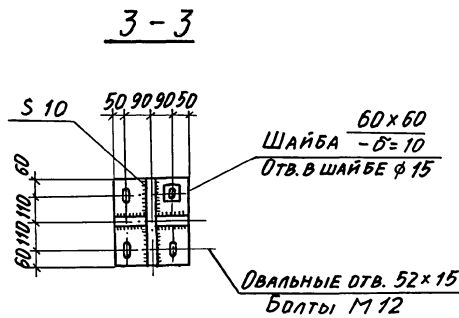 3 - 3
50 90 90 50
S 10
60 × 60
ШАЙБА
- б = 10
ОТВ. В ШАЙБЕ ϕ 15
60
110
110
60
ОВАЛЬНЫЕ ОТВ. 52 × 15
БОЛТЫ М 12